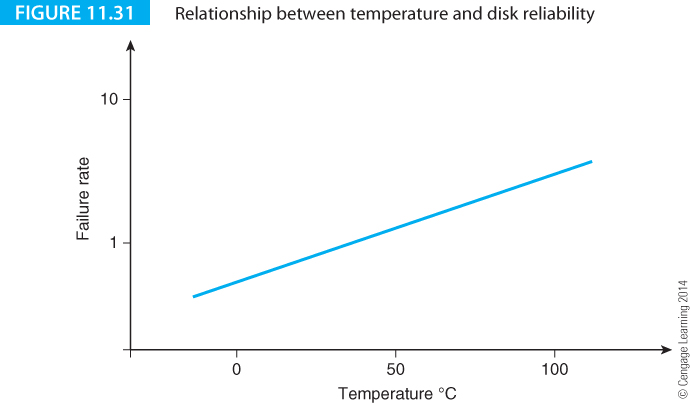 FIGURE 11.31 Relationship between temperature and disk reliability
10
Failure rate
1
0 50 100
Temperature °C
© Cengage Learning 2014